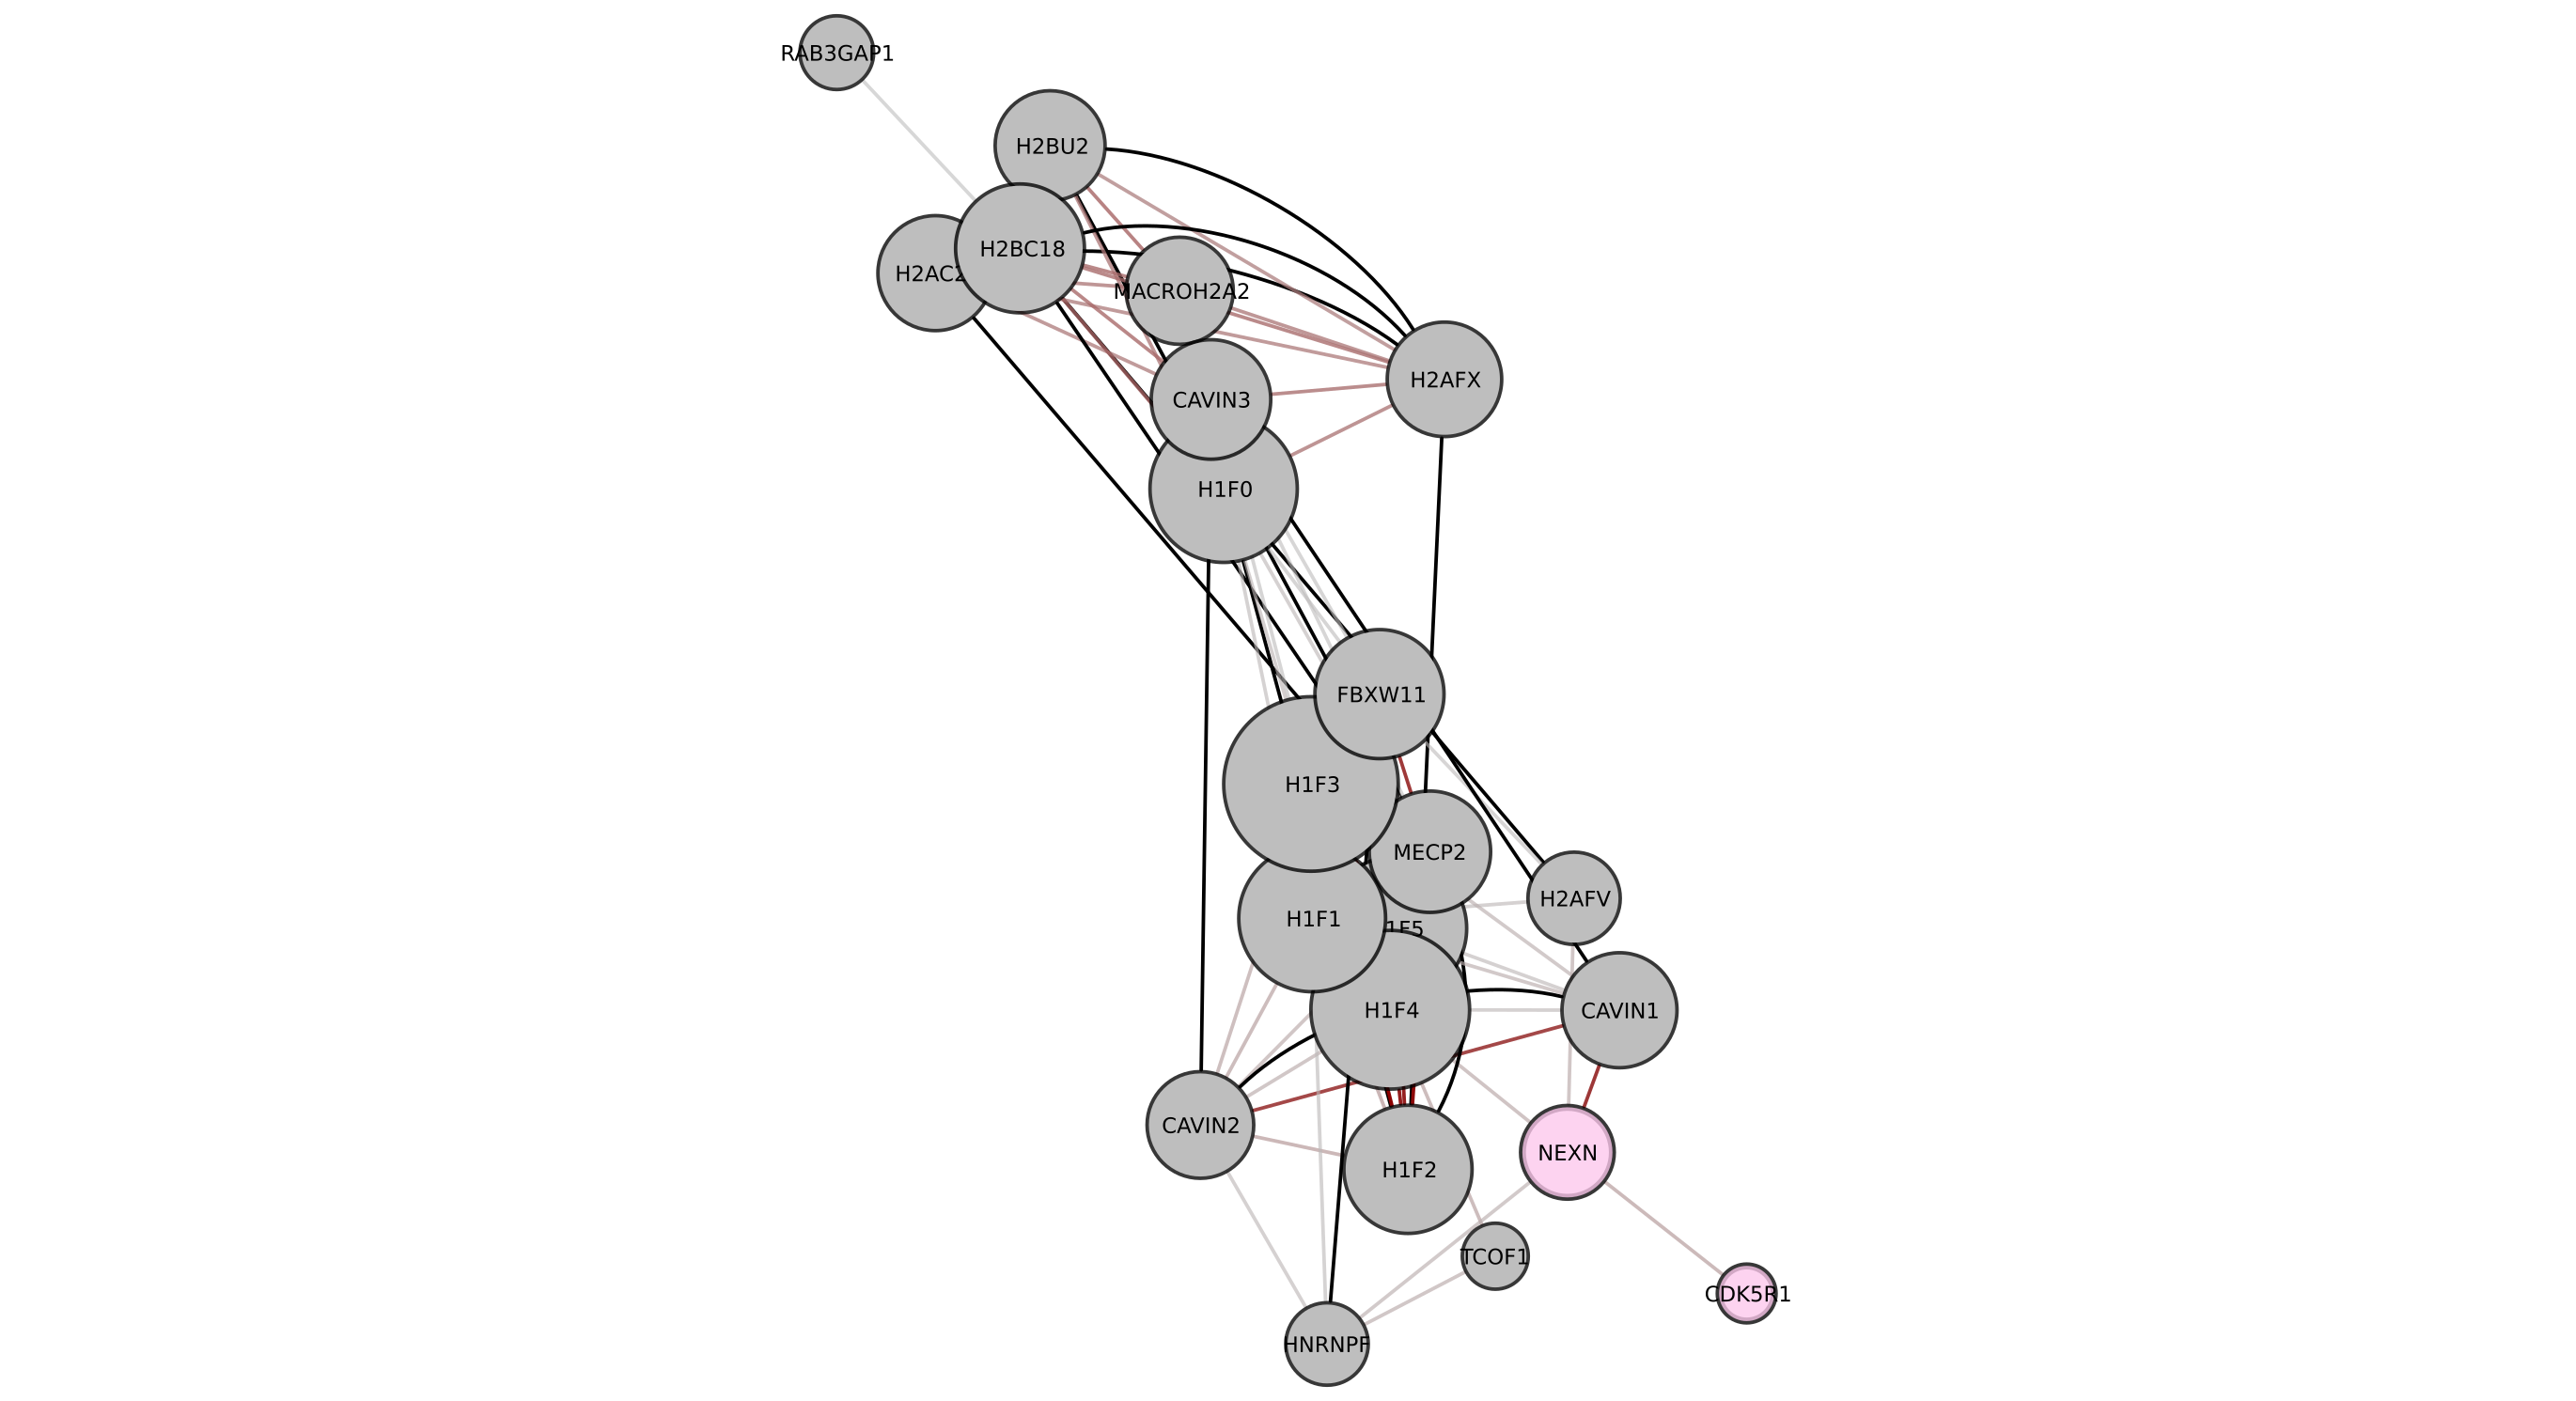 RAB3GAP1
H2BU2
H2BC18
H2AC2
MACROH2A2
H2AFX
CAVIN3
H1F0
FBXW11
H1F3
MECP2
H2AFV
H1F1
1F5
H1F4
CAVIN1
CAVIN2
NEXN
H1F2
TCOF1
CDK5R1
HNRNPF